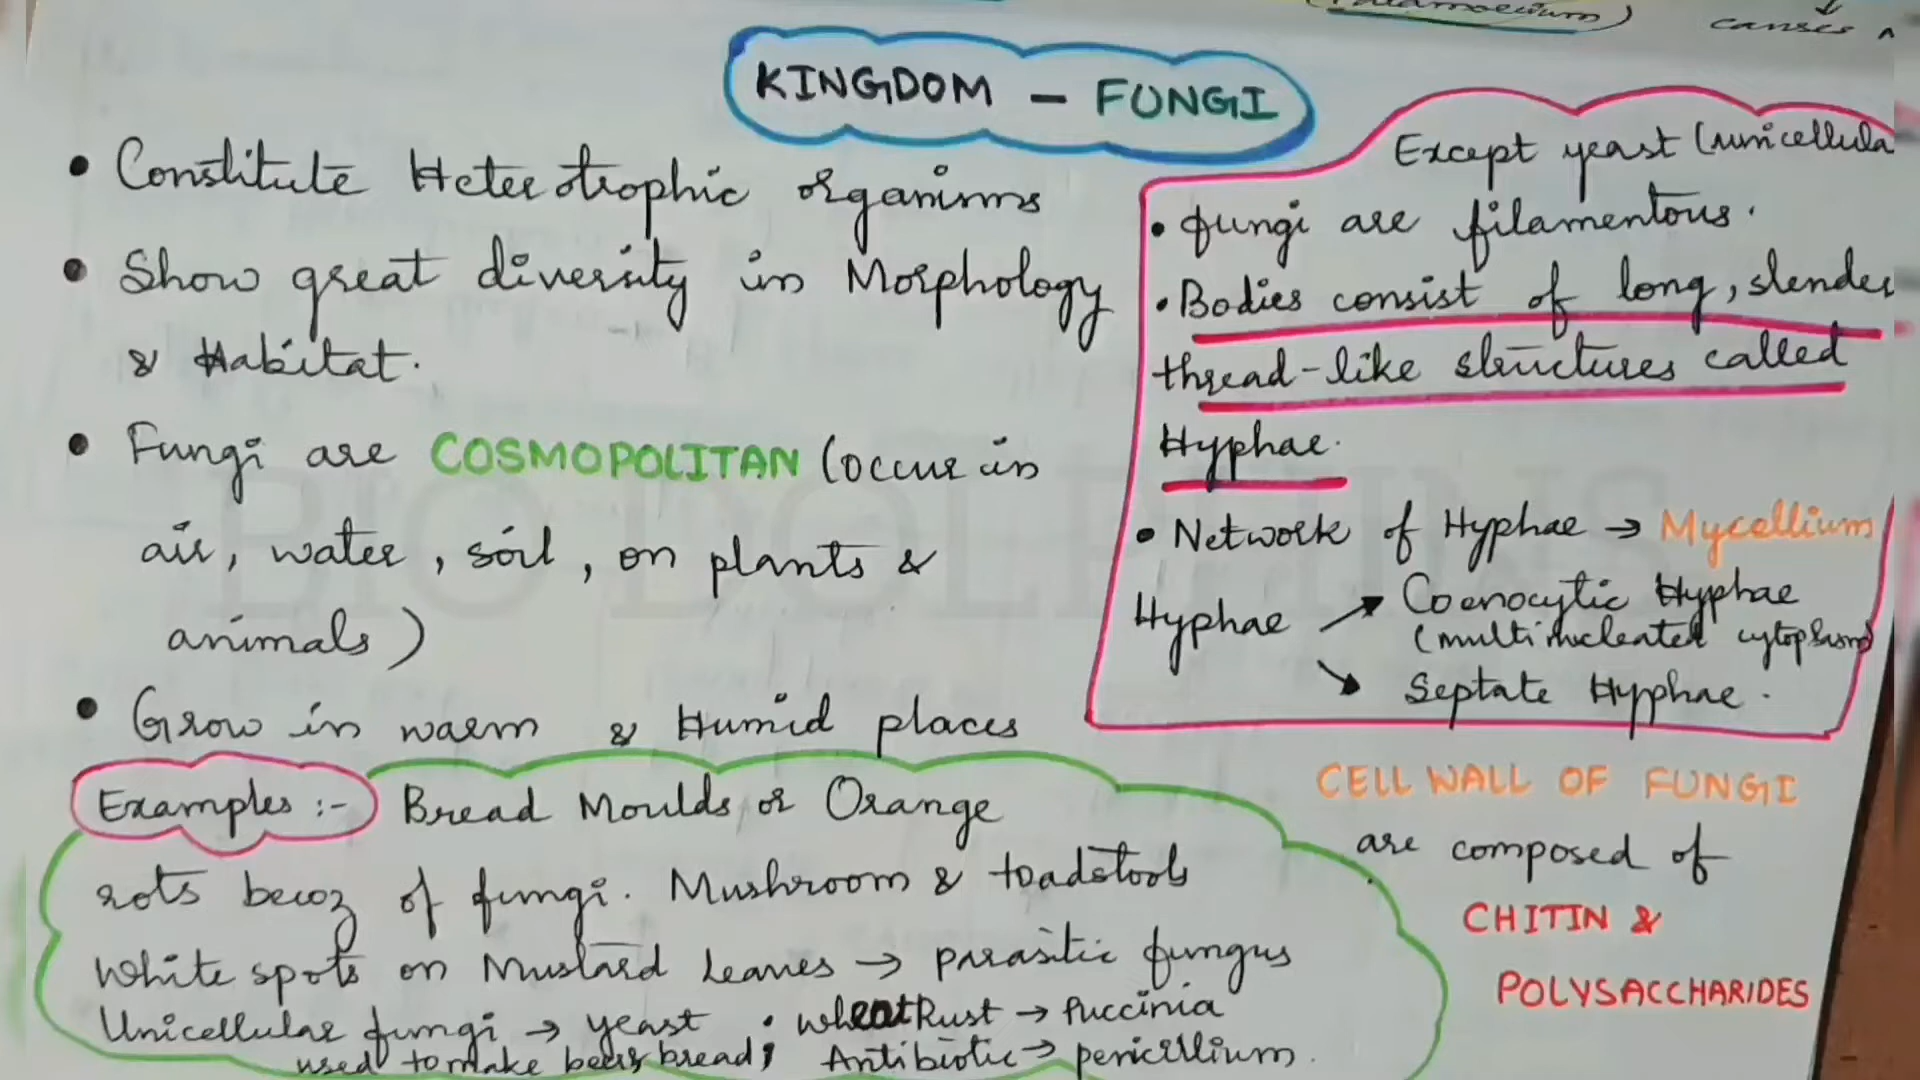 causes
KINGDOM - FUNGI
• Constitute Heterotrophic organisms
• Show great diversity in Morphology
& Habitat.
• Fungi are COSMOPOLITAN (occur in
air, water, soil, on plants &
animals)
• Grow in warm & Humid places
Except yeast (unicellula
• fungi are filamentous.
• Bodies consist of long, slender
thread-like structures called
Hyphae.
• Network of Hyphae → Mycellium
Hyphae ↗ Coenocytic Hyphae
(multinucleated cytoplasm)
↘ Septate Hyphae.
Examples :- Bread Moulds or Orange
rots becoz of fungi. Mushroom & toadstools
White spots on Mustard Leaves → parasitic fungus
Unicellular fungi → yeast • Wheat Rust → Puccinia
used to make beer, bread; Antibiotic → penicillium.
CELL WALL OF FUNGI
are composed of
CHITIN &
POLYSACCHARIDES
BIO DOLPHINS